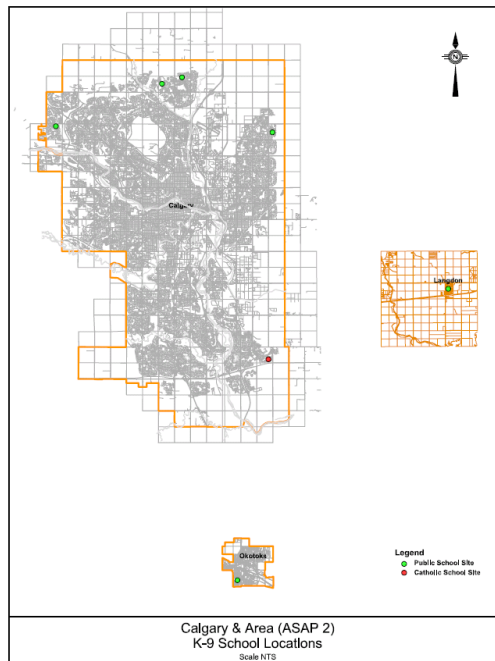 N
Calgary
Langdon
Okotoks
Legend
Public School Site
Catholic School Site
Calgary & Area (ASAP 2)
K-9 School Locations
Scale NTS